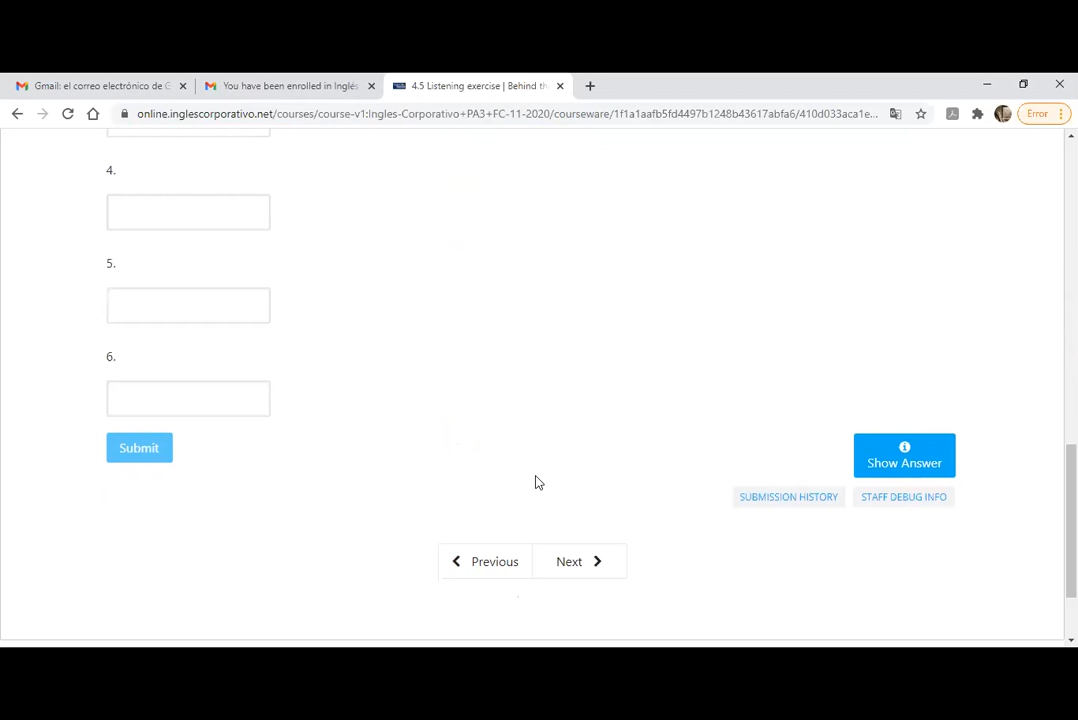 Gmail: el correo electrónico de G
You have been enrolled in Inglés
4.5 Listening exercise | Behind th
online.inglescorporativo.net/courses/course-v1:Ingles-Corporativo+PA3+FC-11-2020/courseware/1f1a1aafb5fd4497b1248b43617abfa6/410d033aca1e...
Error
4.
5.
6.
Submit
Show Answer
SUBMISSION HISTORY
STAFF DEBUG INFO
Previous
Next